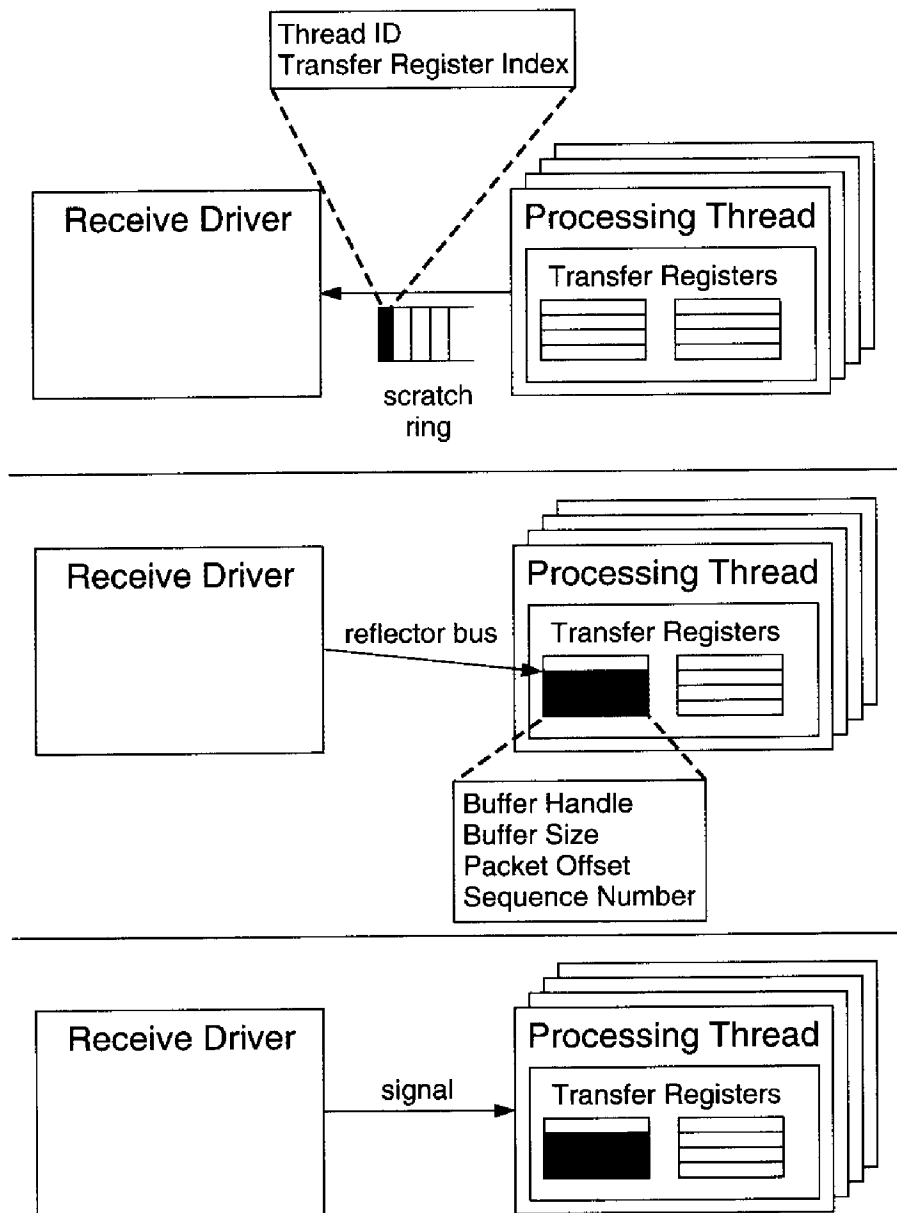 Thread ID
Transfer Register Index
Receive Driver
Processing Thread
Transfer Registers
scratch
ring
Receive Driver
Processing Thread
reflector bus
Transfer Registers
Buffer Handle
Buffer Size
Packet Offset
Sequence Number
Receive Driver
Processing Thread
signal
Transfer Registers